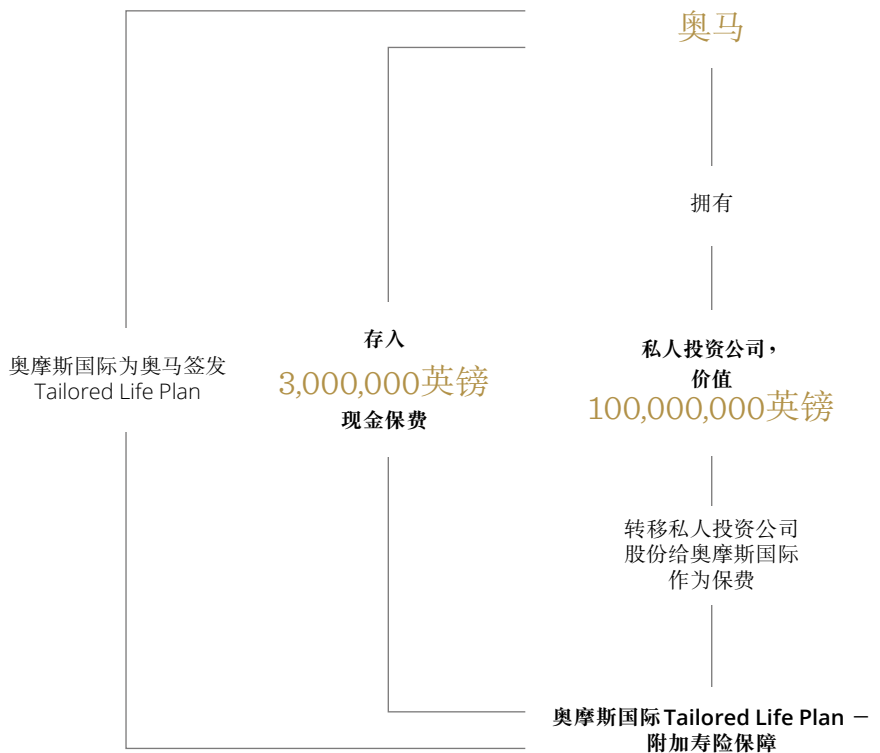 奥马
拥有
奥摩斯国际为奥马签发
Tailored Life Plan
存入
3,000,000英镑
现金保费
私人投资公司，
价值
100,000,000英镑
转移私人投资公司
股份给奥摩斯国际
作为保费
奥摩斯国际Tailored Life Plan －
附加寿险保障